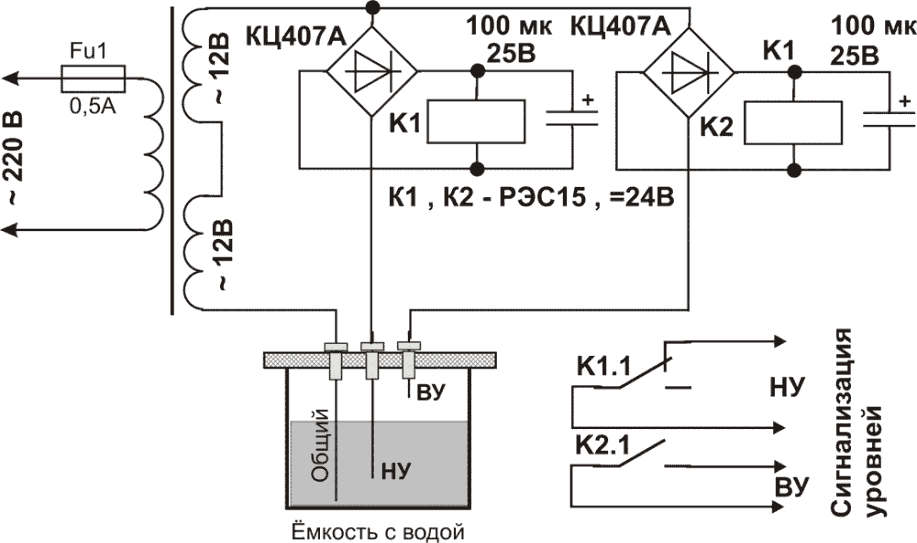 Fu1
0,5А
~ 220 В
~ 12В
~ 12В
КЦ407А
100 мк
25В
+
К1
КЦ407А
К1
100 мк
25В
+
К2
К1 , К2 - РЭС15 , =24В
Общий
НУ
ВУ
Ёмкость с водой
К1.1
НУ
К2.1
ВУ
Сигнализация
уровней